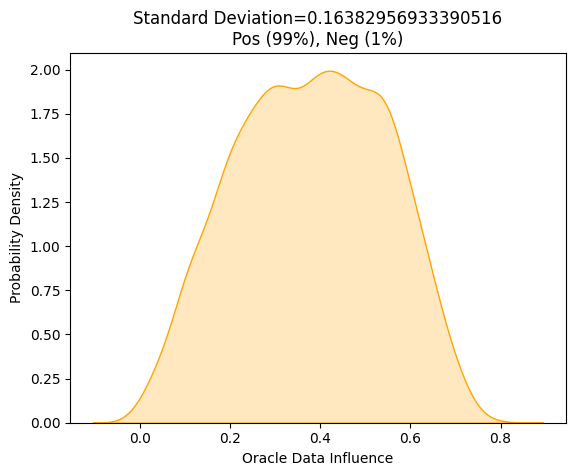 Standard Deviation=0.16382956933390516
Pos (99%), Neg (1%)
2.00
1.75
1.50
1.25
1.00
0.75
0.50
0.25
0.00
Probability Density
0.0 0.2 0.4 0.6 0.8
Oracle Data Influence